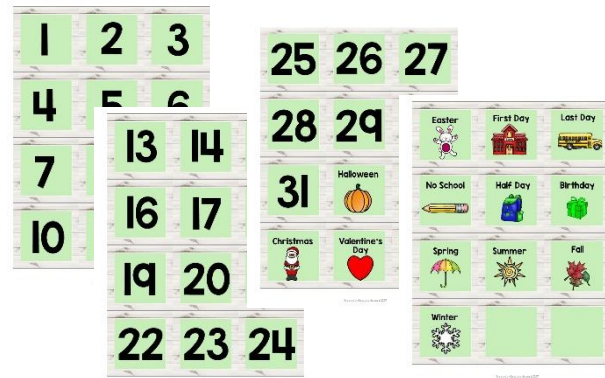 1 2 3
4 5 6
7
10
13 14
16 17
19 20
22 23 24
25 26 27
28 29
31 Halloween
Christmas Valentine's
Day
Easter First Day Last Day
No School Half Day Birthday
Spring Summer Fall
Winter